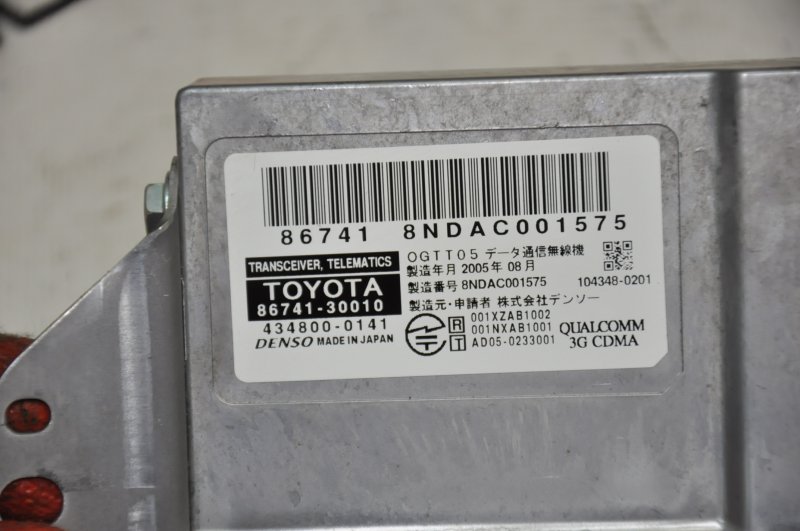 86741 8NDAC001575
TRANSCEIVER, TELEMATICS
TOYOTA
86741-30010
434800-0141
DENSO MADE IN JAPAN
OGTT05 データ通信無線機
製造年月 2005年 08月
製造番号 8NDAC001575
104348-0201
製造元・申請者 株式会社デンソー
R 001XZAB1002
001NXAB1001
T AD05-0233001
QUALCOMM
3G CDMA